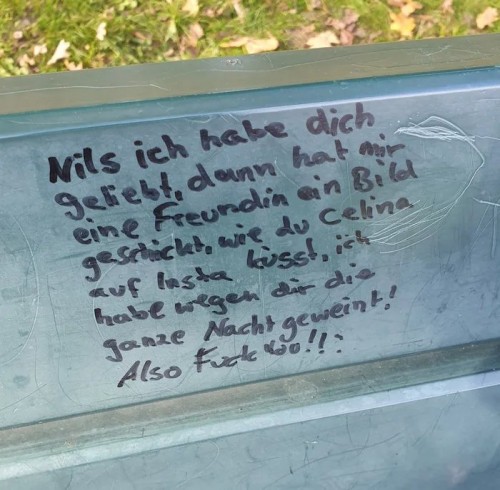 Nils ich habe dich
geliebt, dann hat mir
eine Freundin ein Bild
geschickt, wie du Celina
auf Insta küsst, ich
habe wegen dir die
ganze Nacht geweint!
Also Fuck !!!